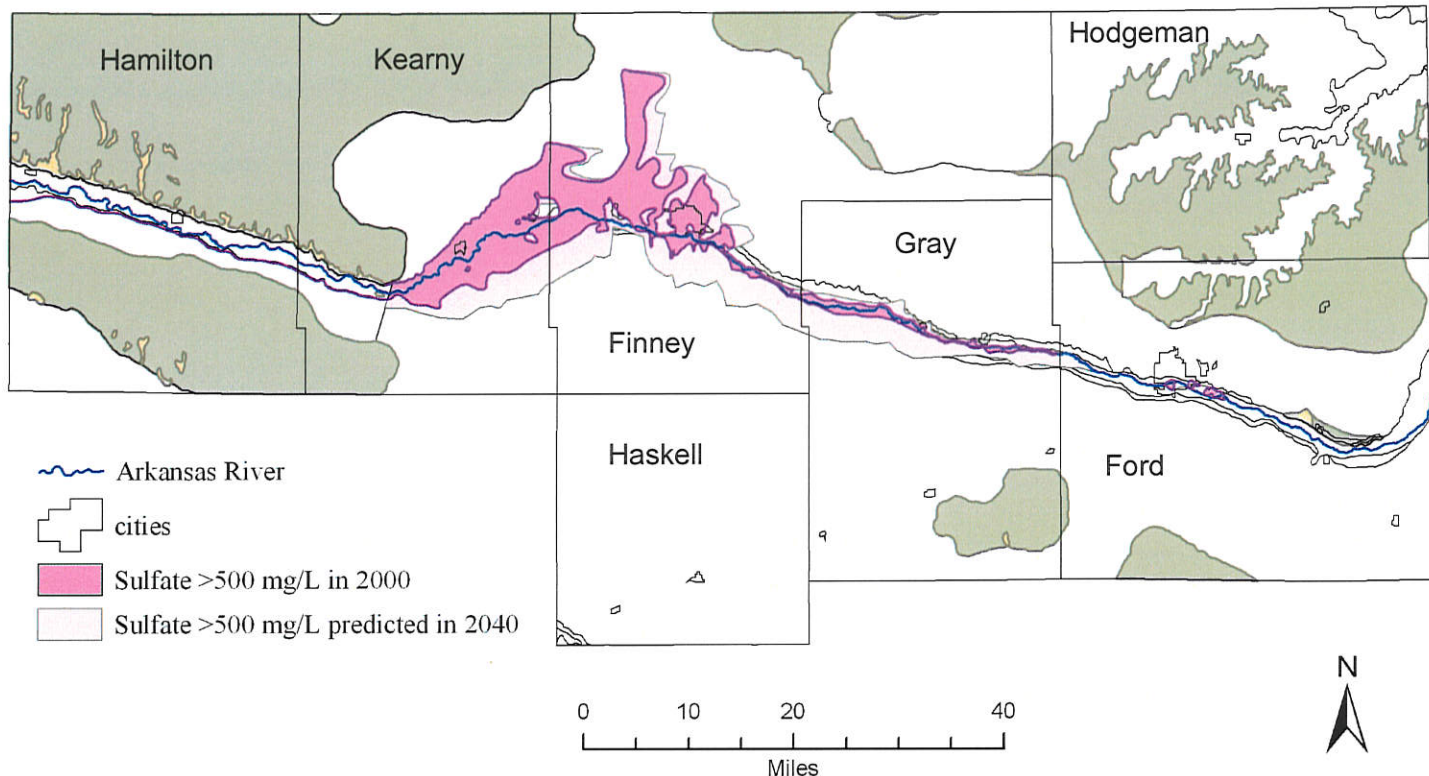 Hamilton
Kearny
Hodgeman
Gray
Finney
Haskell
Ford
Arkansas River
cities
Sulfate >500 mg/L in 2000
Sulfate >500 mg/L predicted in 2040
N
0 10 20 40
Miles